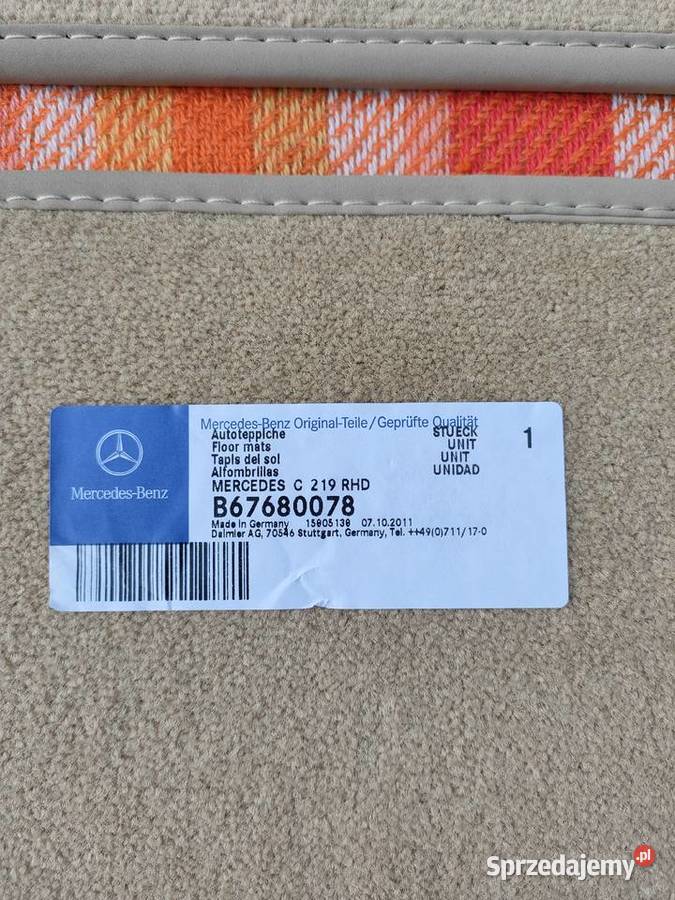 Mercedes-Benz
Mercedes-Benz Original-Teile/Geprüfte Qualität
Autoteppiche STUECK 1
Floor mats UNIT
Tapis del sol UNIT
Alfombrillas UNIDAD
MERCEDES C 219 RHD
B67680078
Made in Germany 15005130 07.10.2011
Daimler AG, 70546 Stuttgart, Germany, Tel. ++49(0)711/17-0
Sprzedajemy.pl